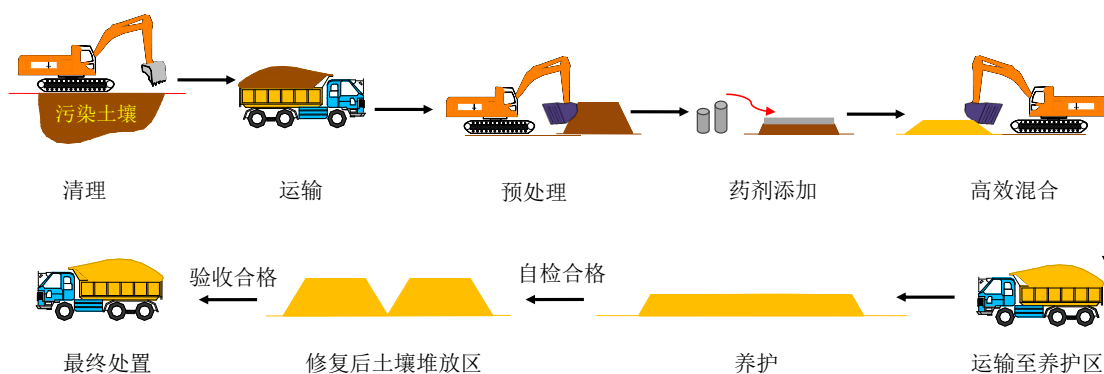 污染土壤
清理
运输
预处理
药剂添加
高效混合
验收合格
自检合格
最终处置
修复后土壤堆放区
养护
运输至养护区